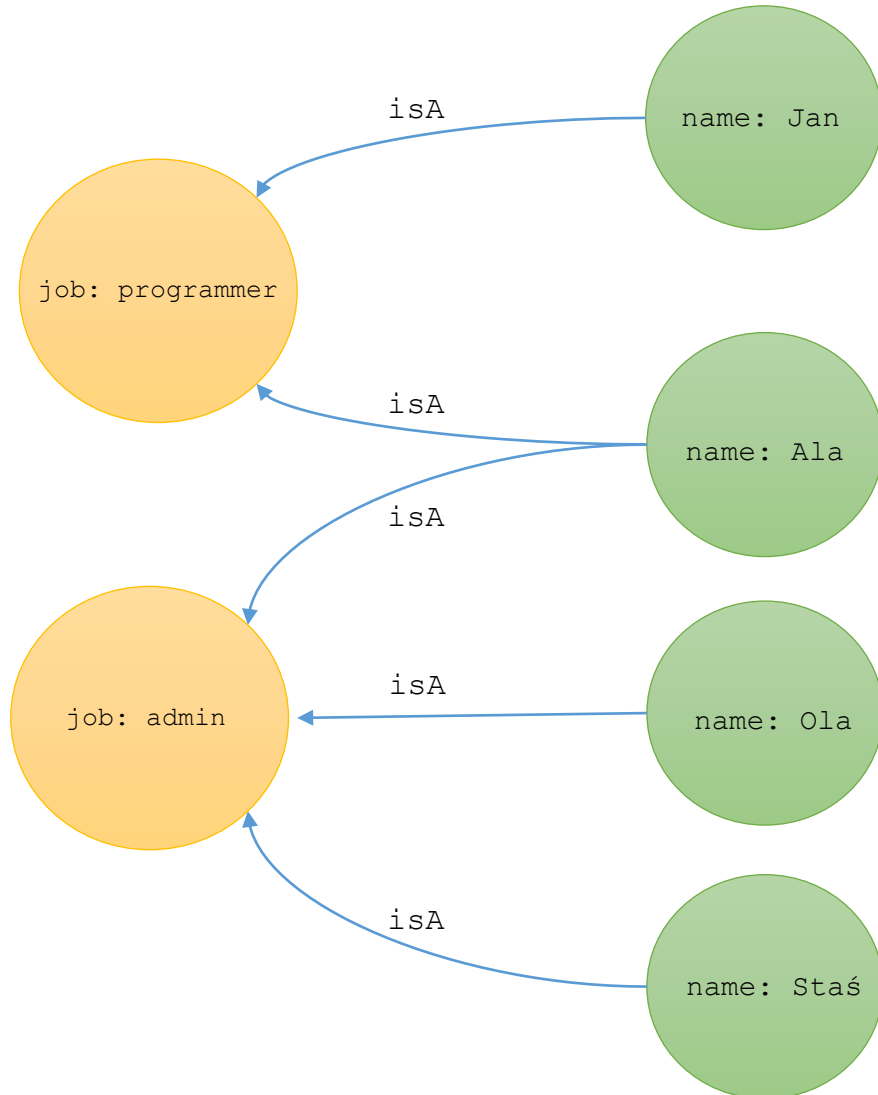 isA
name: Jan
job: programmer
isA
name: Ala
isA
isA
job: admin
name: Ola
isA
name: Staś